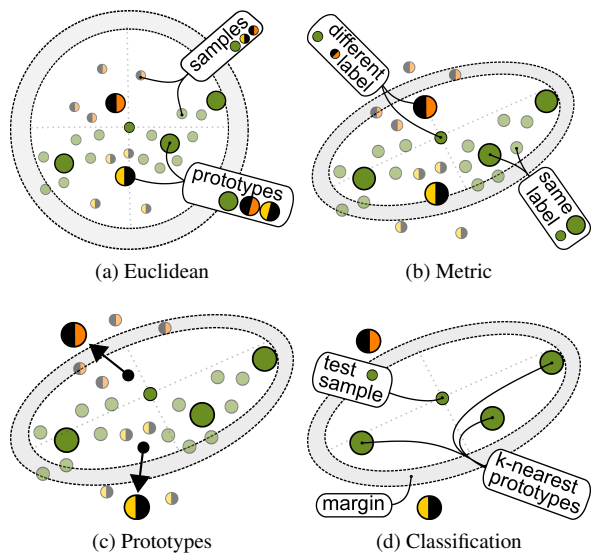 samples
prototypes
(a) Euclidean
different
label
same
label
(b) Metric
(c) Prototypes
test
sample
k-nearest
prototypes
margin
(d) Classification